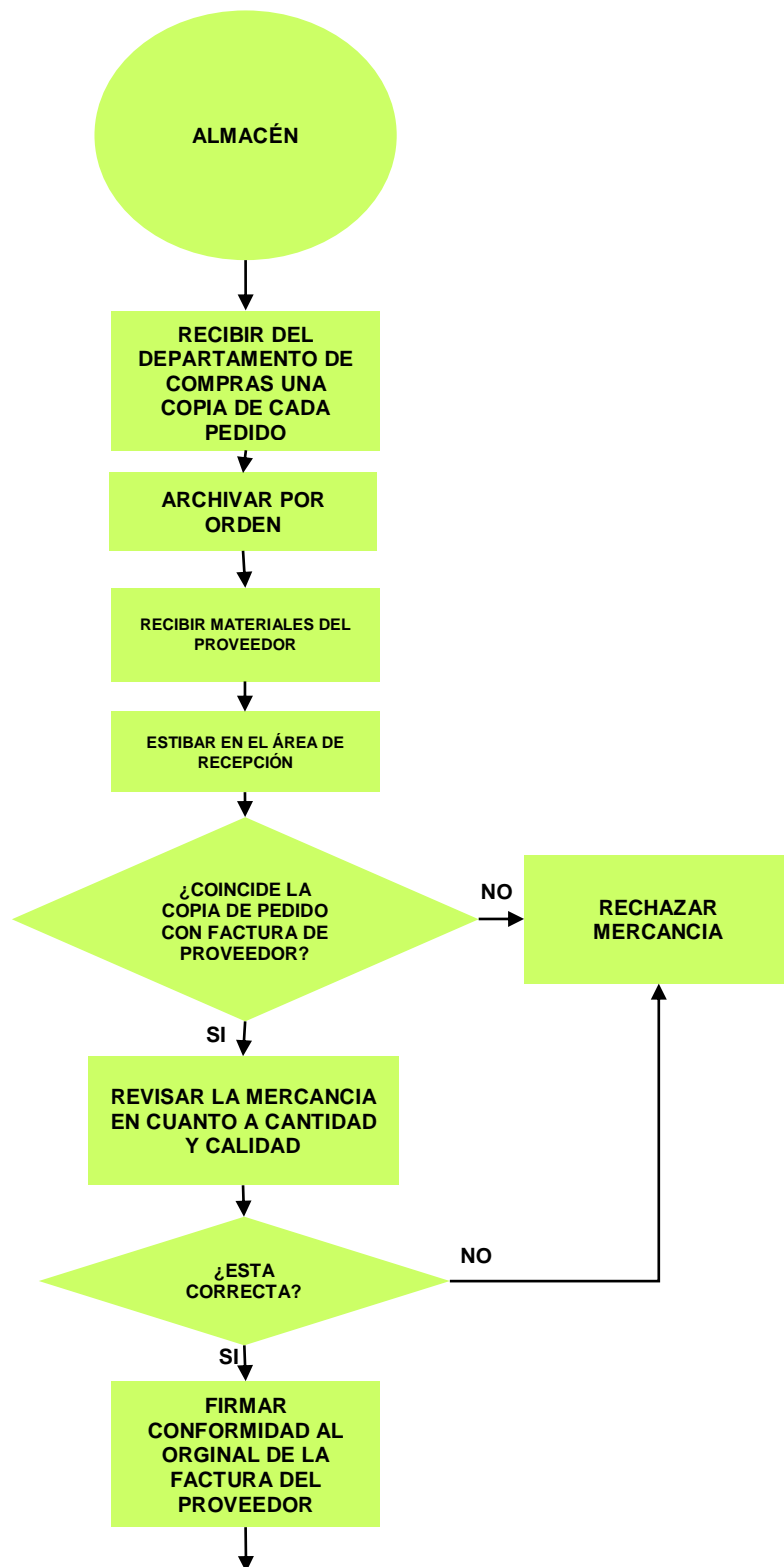 ALMACÉN
RECIBIR DEL
DEPARTAMENTO DE
COMPRAS UNA
COPIA DE CADA
PEDIDO
ARCHIVAR POR
ORDEN
RECIBIR MATERIALES DEL
PROVEEDOR
ESTIBAR EN EL ÁREA DE
RECEPCIÓN
¿COINCIDE LA
COPIA DE PEDIDO
CON FACTURA DE
PROVEEDOR?
NO
RECHAZAR
MERCANCIA
SI
REVISAR LA MERCANCIA
EN CUANTO A CANTIDAD
Y CALIDAD
¿ESTA
CORRECTA?
NO
SI
FIRMAR
CONFORMIDAD AL
ORGINAL DE LA
FACTURA DEL
PROVEEDOR